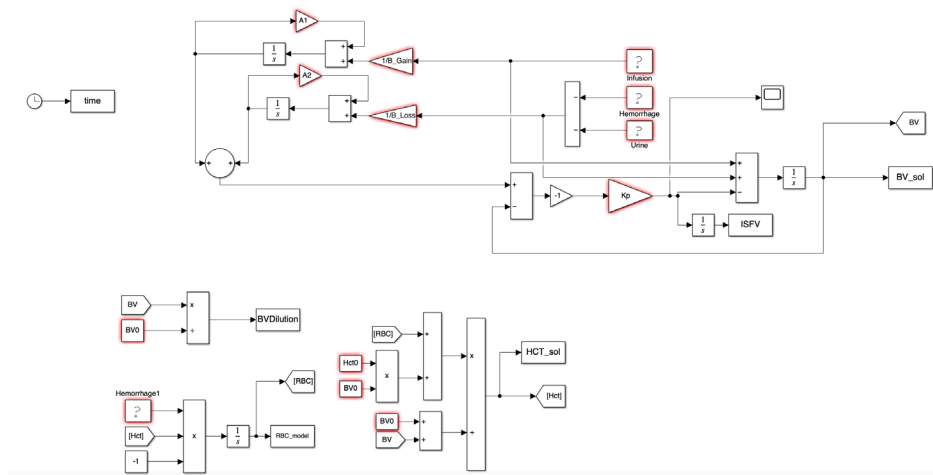 A1
1
s
+
+
1/B_Gain
?
Infusion
time
A2
1
s
+
+
1/B_Loss
−
−
?
Hemorrhage
?
Urine
BV
+
+
+
+
−
1
s
BV_sol
+
−
-1
Kp
1
s
ISFV
BV
BV0
x
÷
BVDilution
[RBC]
Hct0
BV0
x
+
+
x
÷
HCT_sol
[Hct]
BV0
BV
+
+
Hemorrhage1
?
[Hct]
-1
x
1
s
[RBC]
RBC_model